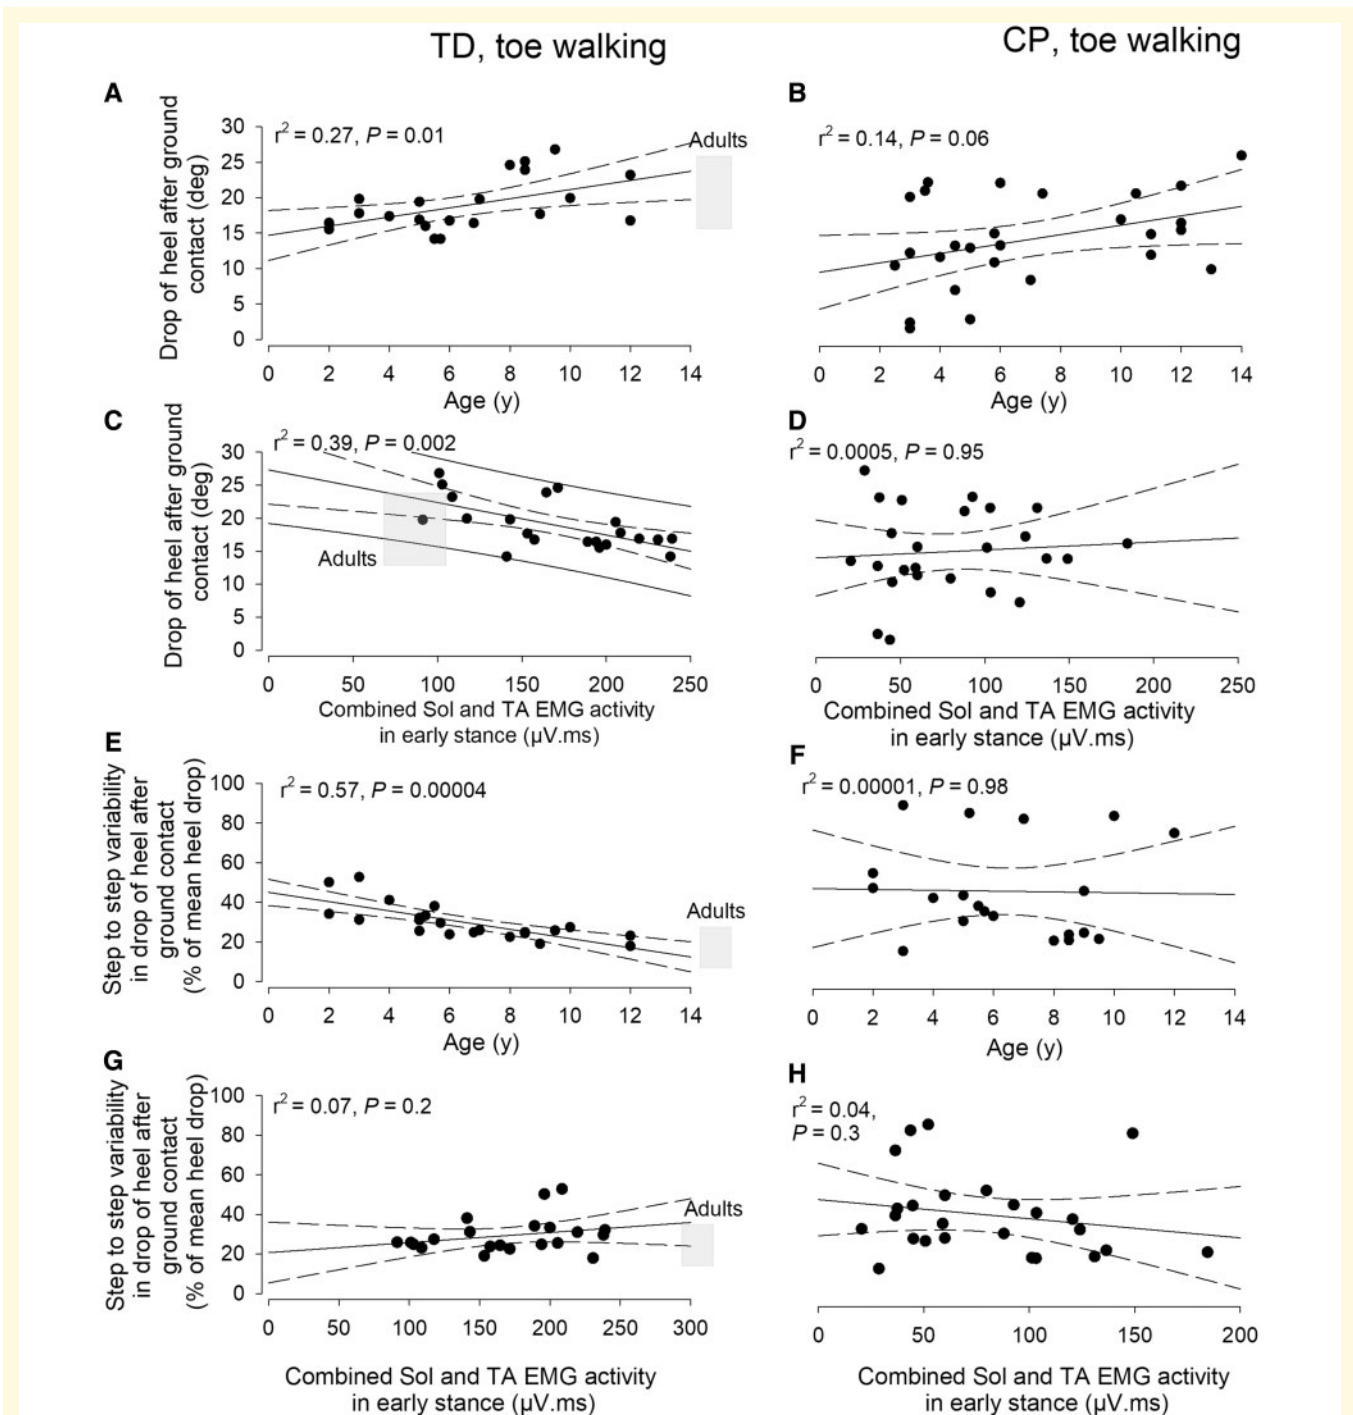 TD, toe walking
CP, toe walking
A
Drop of heel after ground
contact (deg)
r² = 0.27, P = 0.01
Adults
30
25
20
15
10
5
0
0 2 4 6 8 10 12 14
Age (y)
B
r² = 0.14, P = 0.06
0 2 4 6 8 10 12 14
Age (y)
C
Drop of heel after ground
contact (deg)
r² = 0.39, P = 0.002
Adults
30
25
20
15
10
5
0
0 50 100 150 200 250
Combined Sol and TA EMG activity
in early stance (µV.ms)
D
r² = 0.0005, P = 0.95
0 50 100 150 200 250
Combined Sol and TA EMG activity
in early stance (µV.ms)
E
Step to step variability
in drop of heel after
ground contact
(% of mean heel drop)
r² = 0.57, P = 0.00004
Adults
100
80
60
40
20
0
0 2 4 6 8 10 12 14
Age (y)
F
r² = 0.00001, P = 0.98
0 2 4 6 8 10 12 14
Age (y)
G
Step to step variability
in drop of heel after
ground contact
(% of mean heel drop)
r² = 0.07, P = 0.2
Adults
100
80
60
40
20
0
0 50 100 150 200 250 300
Combined Sol and TA EMG activity
in early stance (µV.ms)
H
r² = 0.04,
P = 0.3
0 50 100 150 200
Combined Sol and TA EMG activity
in early stance (µV.ms)